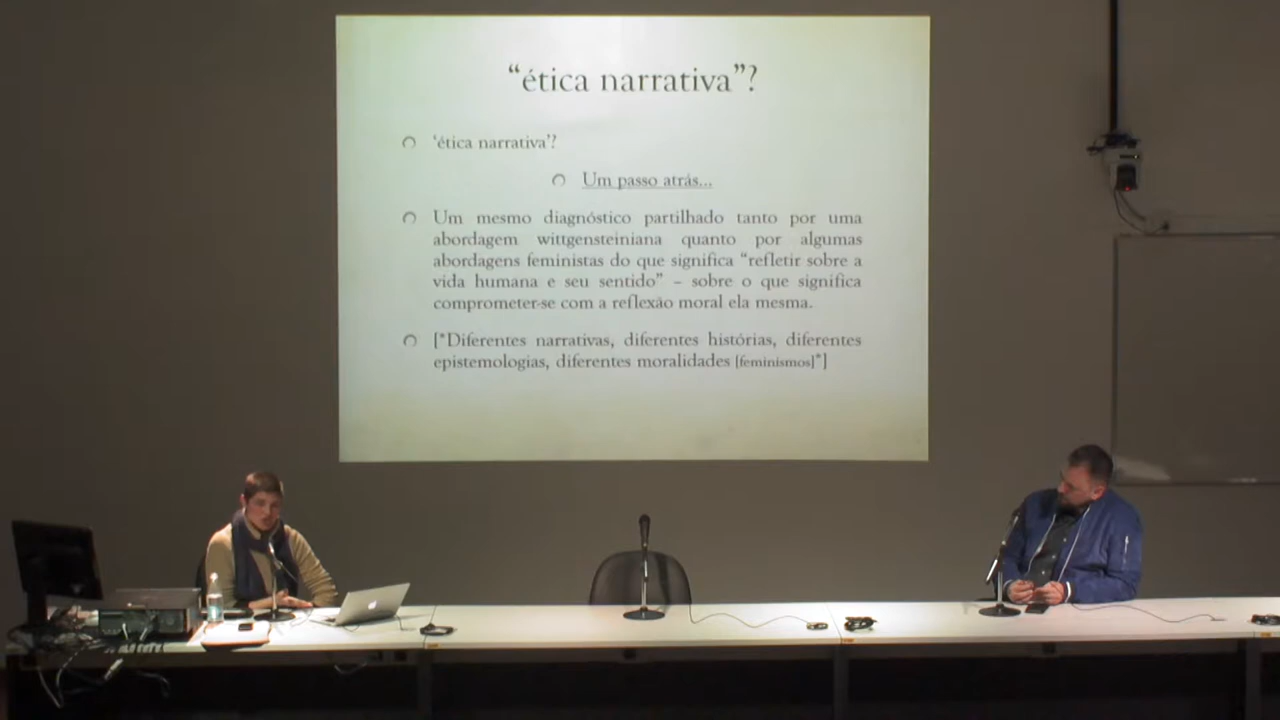 “ética narrativa”?
‘ética narrativa’?
Um passo atrás...
Um mesmo diagnóstico partilhado tanto por uma
abordagem wittgensteiniana quanto por algumas
abordagens feministas do que significa “refletir sobre a
vida humana e seu sentido” – sobre o que significa
comprometer-se com a reflexão moral ela mesma.
[*Diferentes narrativas, diferentes histórias, diferentes
epistemologias, diferentes moralidades [feminismos]*]